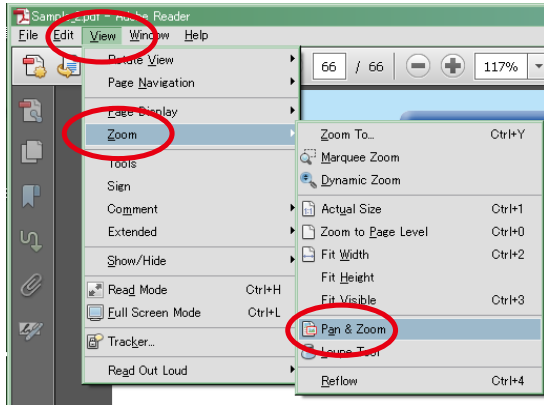 Sample_2.pdf - Adobe Reader
File Edit View Window Help
66 / 66 117%
Rotate View
Page Navigation
Page Display
Zoom
Tools
Sign
Comment
Extended
Show/Hide
Read Mode Ctrl+H
Full Screen Mode Ctrl+L
Tracker...
Read Out Loud
Zoom To... Ctrl+Y
Marquee Zoom
Dynamic Zoom
Actual Size Ctrl+1
Zoom to Page Level Ctrl+0
Fit Width Ctrl+2
Fit Height
Fit Visible Ctrl+3
Pan & Zoom
Loupe Tool
Reflow Ctrl+4